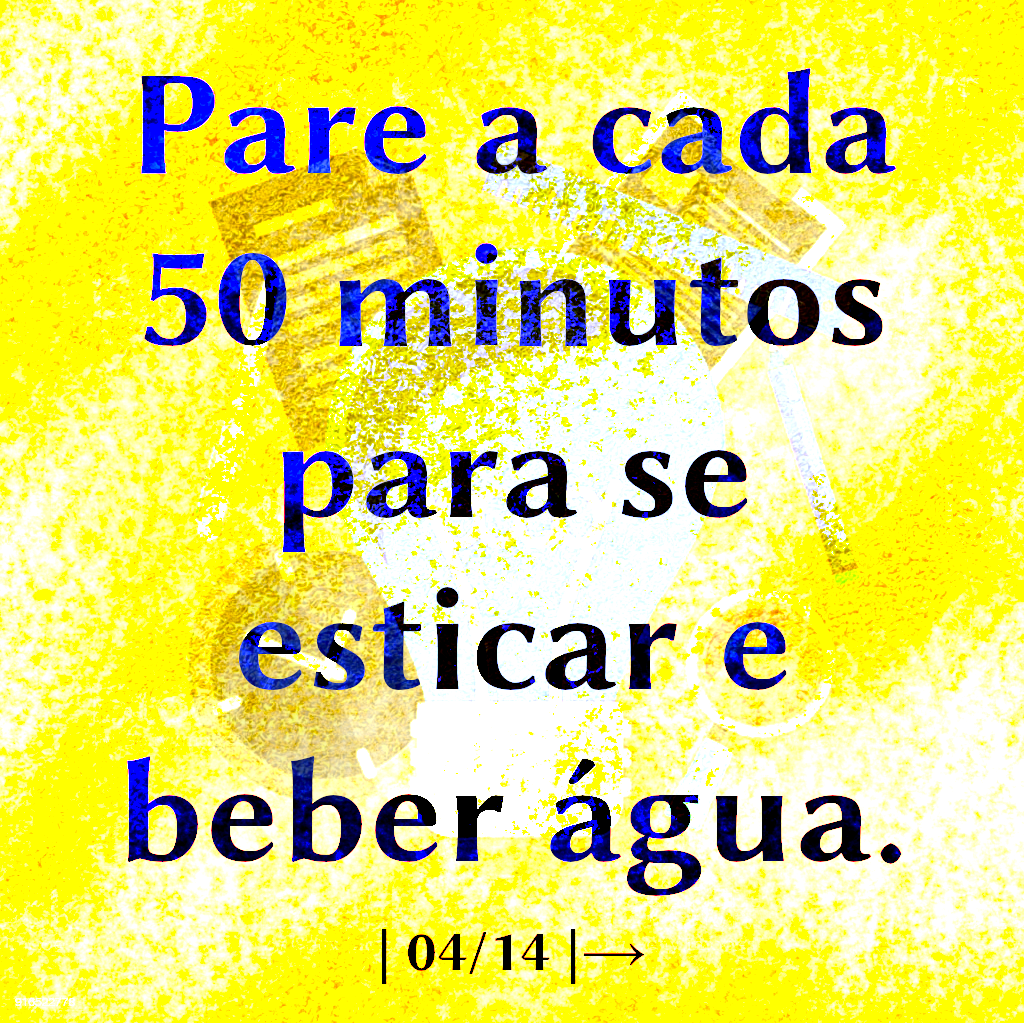 Pare a cada
50 minutos
para se
esticar e
beber água.
| 04/14 |→